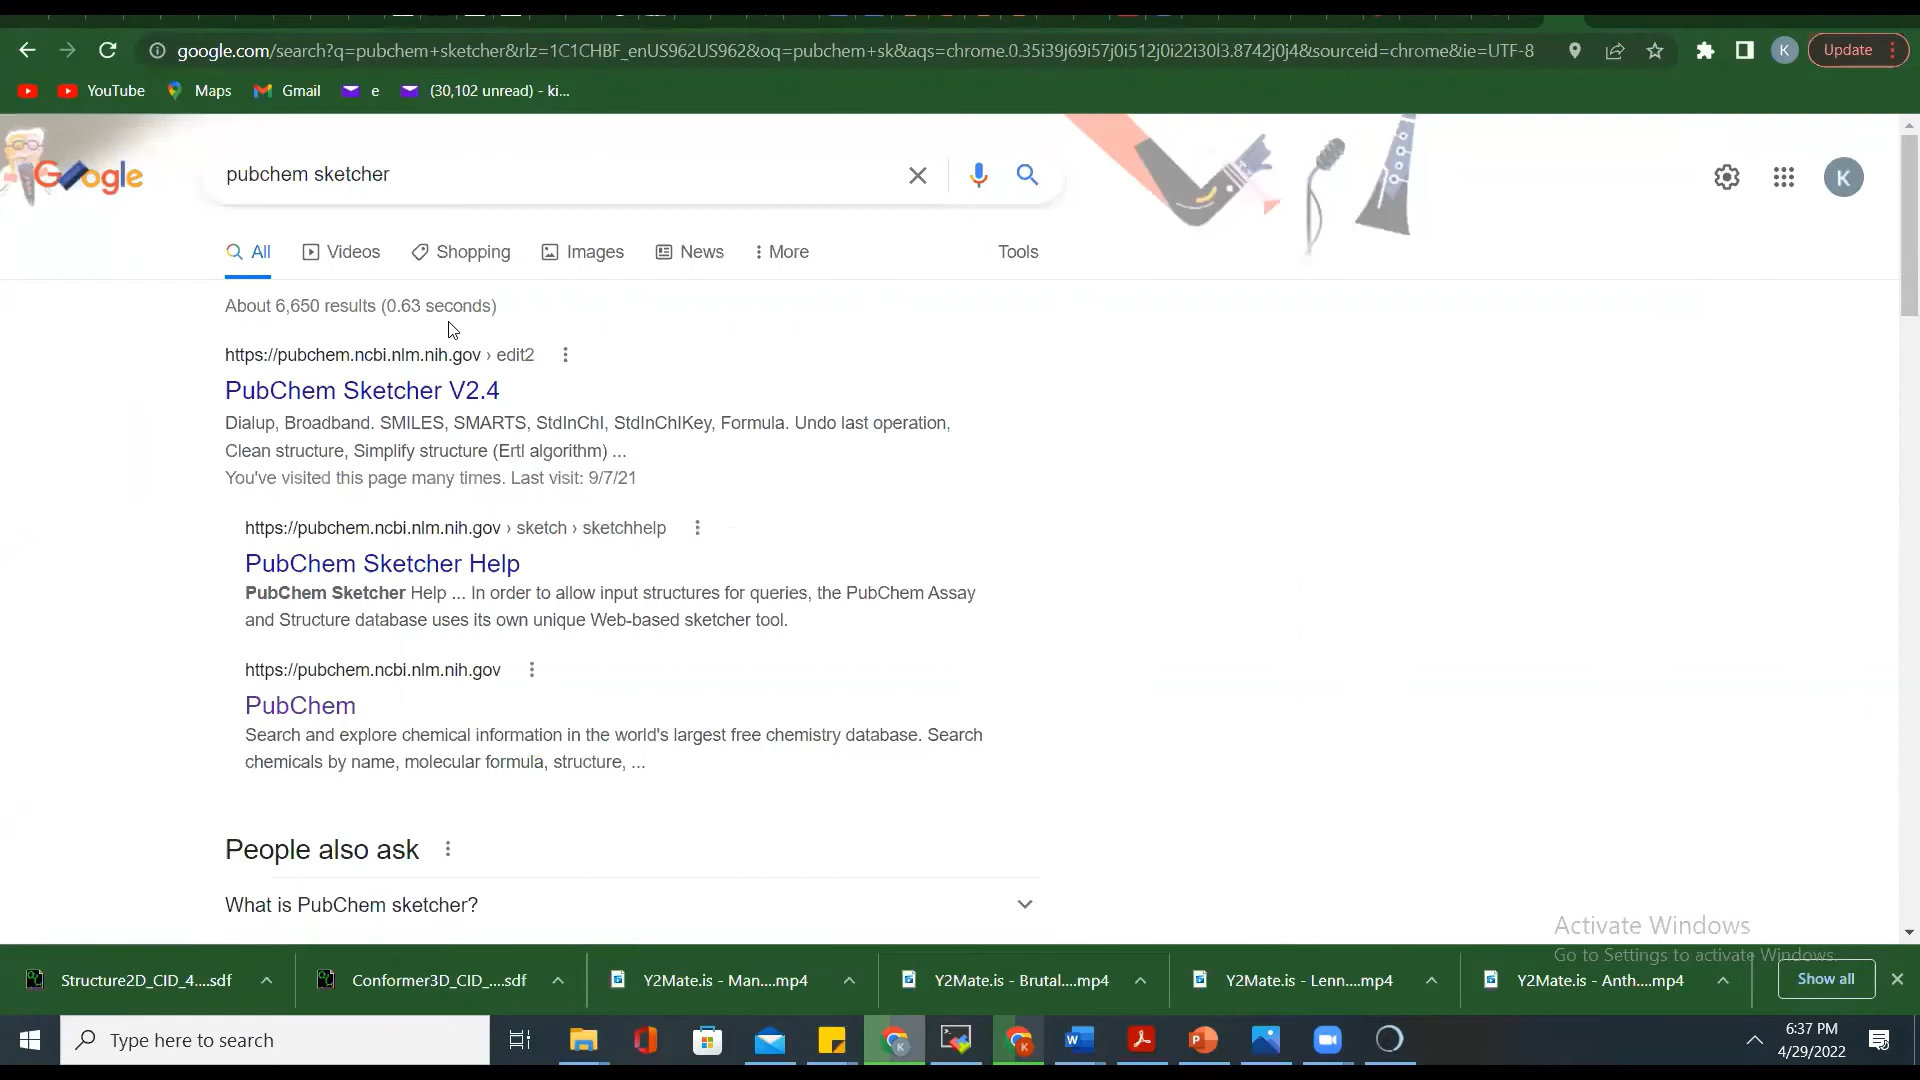 google.com/search?q=pubchem+sketcher&rlz=1C1CHBF_enUS962US962&oq=pubchem+sk&aqs=chrome.0.35i39j69i57j0i512j0i22i30l3.8742j0j4&sourceid=chrome&ie=UTF-8
K
Update
YouTube
Maps
Gmail
e
(30,102 unread) - ki...
Google
pubchem sketcher
K
All
Videos
Shopping
Images
News
More
Tools
About 6,650 results (0.63 seconds)
https://pubchem.ncbi.nlm.nih.gov › edit2
PubChem Sketcher V2.4
Dialup, Broadband. SMILES, SMARTS, StdInChI, StdInChIKey, Formula. Undo last operation,
Clean structure, Simplify structure (Ertl algorithm) ...
You've visited this page many times. Last visit: 9/7/21
https://pubchem.ncbi.nlm.nih.gov › sketch › sketchhelp
PubChem Sketcher Help
PubChem Sketcher Help ... In order to allow input structures for queries, the PubChem Assay
and Structure database uses its own unique Web-based sketcher tool.
https://pubchem.ncbi.nlm.nih.gov
PubChem
Search and explore chemical information in the world's largest free chemistry database. Search
chemicals by name, molecular formula, structure, ...
People also ask
What is PubChem sketcher?
Activate Windows
Go to Settings to activate Windows.
Structure2D_CID_4....sdf
Conformer3D_CID_....sdf
Y2Mate.is - Man....mp4
Y2Mate.is - Brutal....mp4
Y2Mate.is - Lenn....mp4
Y2Mate.is - Anth....mp4
Show all
Type here to search
6:37 PM
4/29/2022